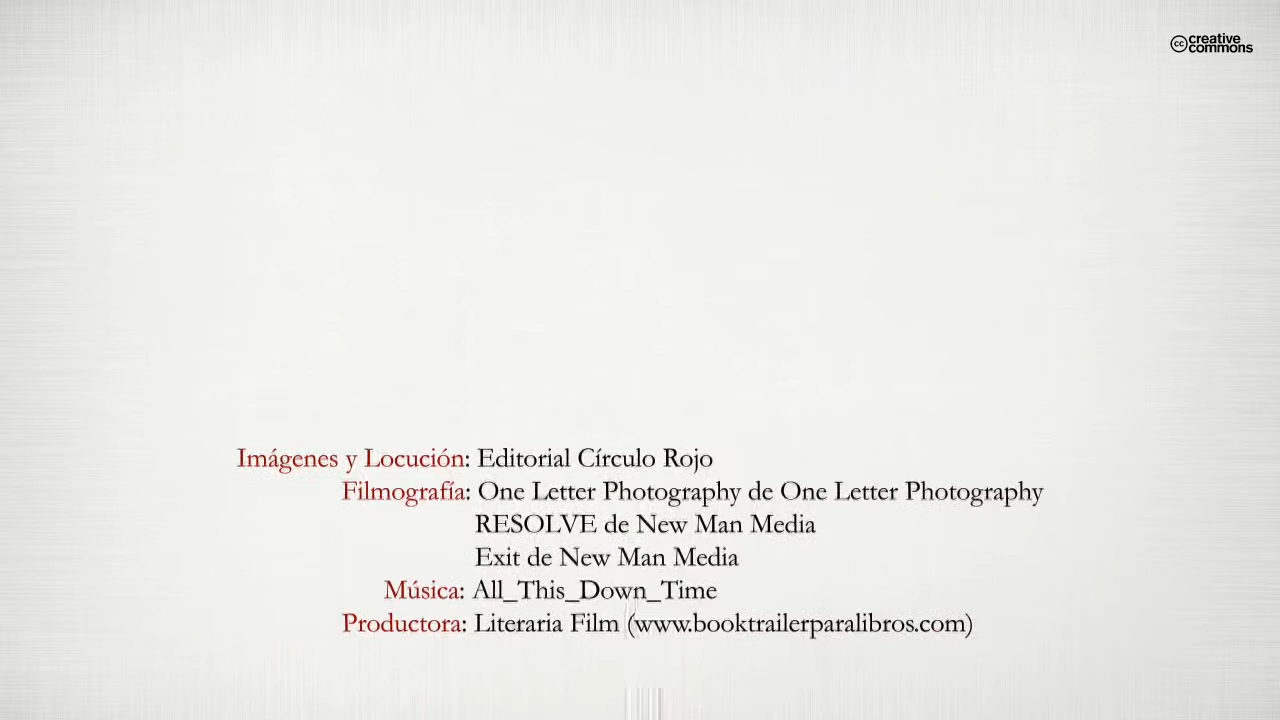 cc creative commons
Imágenes y Locución: Editorial Círculo Rojo
Filmografía: One Letter Photography de One Letter Photography
RESOLVE de New Man Media
Exit de New Man Media
Música: All_This_Down_Time
Productora: Literaria Film (www.booktrailerparalibros.com)